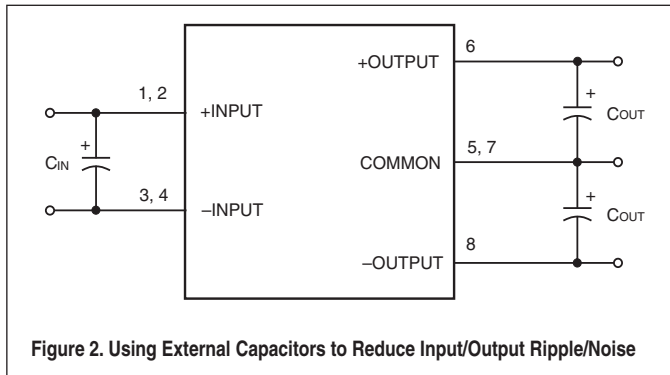 6
+OUTPUT
+
1, 2
+INPUT
COUT
+
5, 7
CIN
COMMON
+
3, 4
–INPUT
COUT
8
–OUTPUT
Figure 2. Using External Capacitors to Reduce Input/Output Ripple/Noise